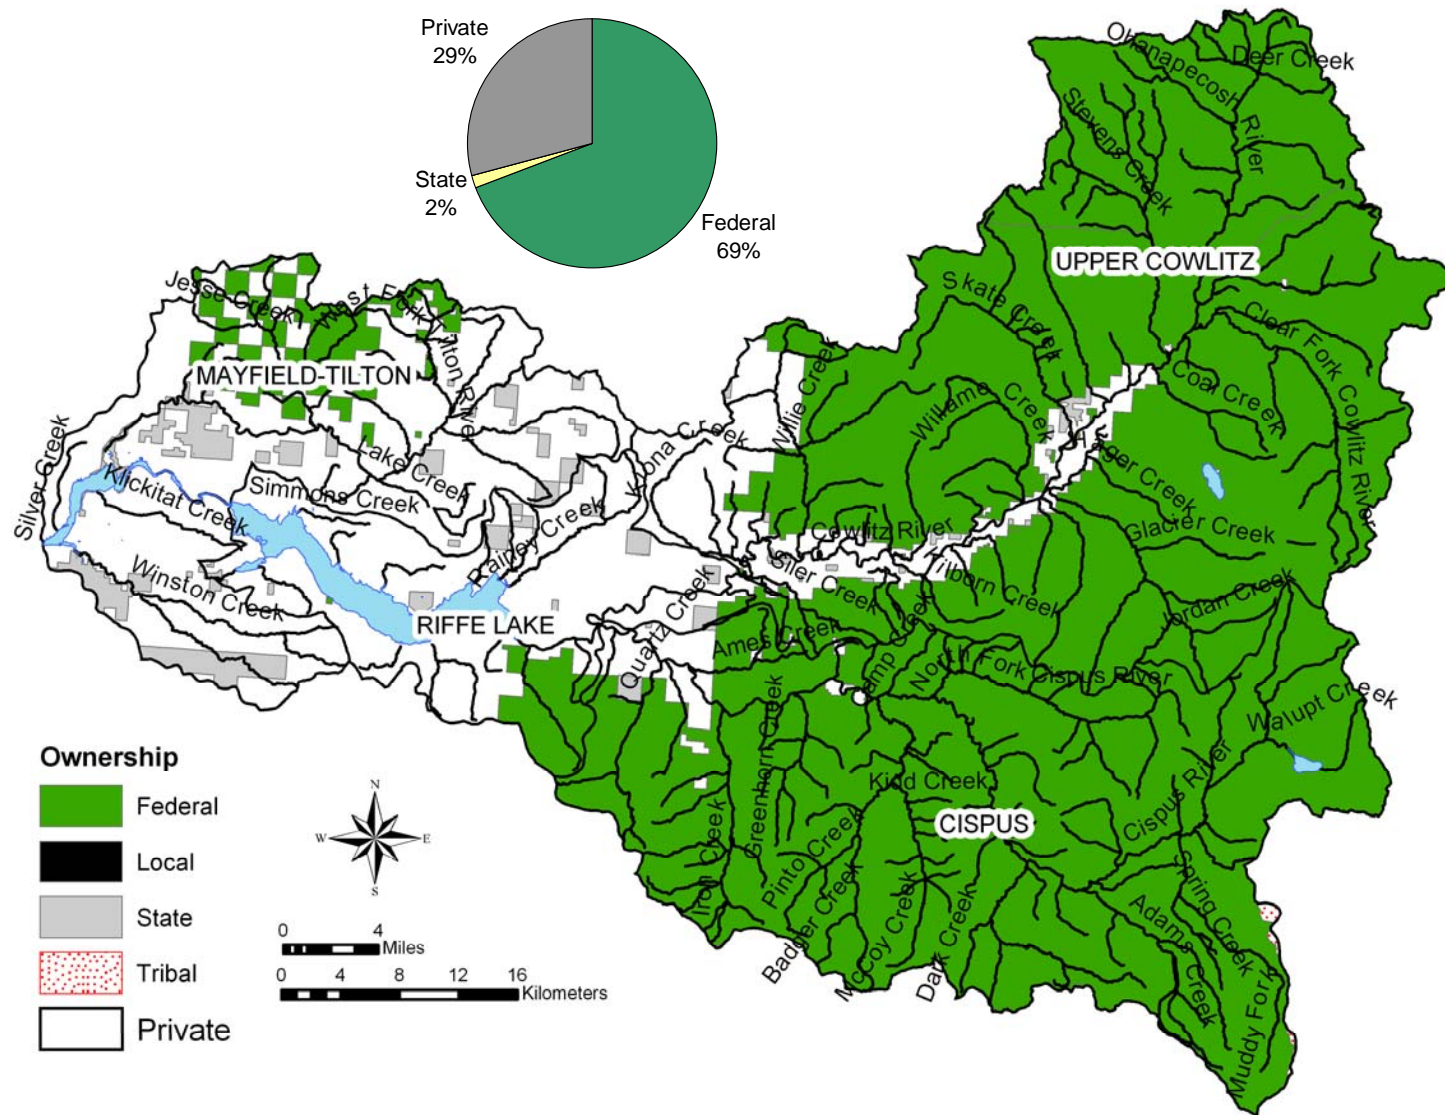 Private
29%
State
2%
Federal
69%
Ohanapecosh River
Deer Creek
Stevens Creek
UPPER COWLITZ
Skate Creek
Clear Fork Cowlitz River
Jesse Creek
West Fork Tilton River
MAYFIELD-TILTON
Willie Creek
Williame Creek
Coal Creek
Silver Creek
Lake Creek
Kiona Creek
Hager Creek
Klickitat Creek
Simmons Creek
Rainey Creek
Cowlitz River
Glacier Creek
Winston Creek
Siler Creek
Kilborn Creek
Jordan Creek
RIFFE LAKE
Quartz Creek
Ames Creek
Camp Creek
North Fork Cispus River
Walupt Creek
Ownership
Federal
Local
State
Tribal
Private
N
W
E
S
0 4
Miles
0 4 8 12 16
Kilometers
Kidd Creek
CISPUS
Cispus River
Greenhorn Creek
Iron Creek
Pinto Creek
Badger Creek
McCoy Creek
Dark Creek
Spring Creek
Adams Creek
Muddy Fork